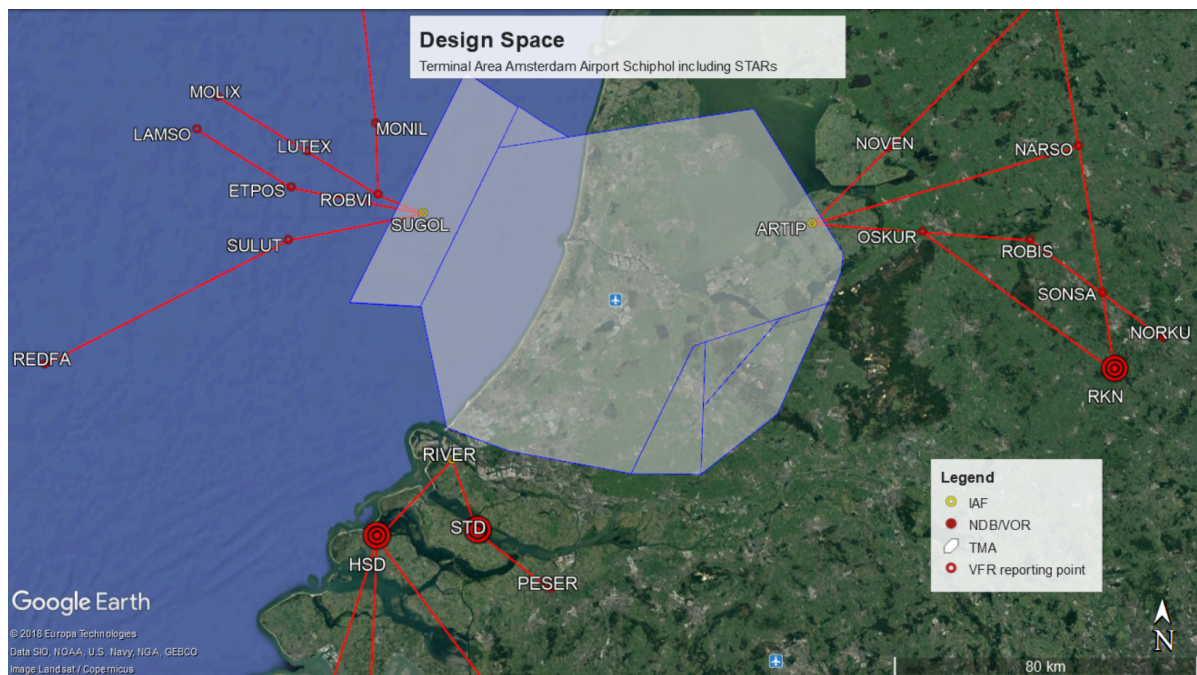 Design Space
Terminal Area Amsterdam Airport Schiphol including STARs
MOLIX
LAMSO
MONIL
LUTEX
ETPOS
ROBVI
SUGOL
SULUT
REDFA
NOVEN
NARSO
ARTIP
OSKUR
ROBIS
SONSA
NORKU
RKN
RIVER
STD
HSD
PESER
Legend
IAF
NDB/VOR
TMA
VFR reporting point
Google Earth
© 2018 Europa Technologies
Data SIO, NOAA, U.S. Navy, NGA, GEBCO
Image Landsat / Copernicus
N
80 km